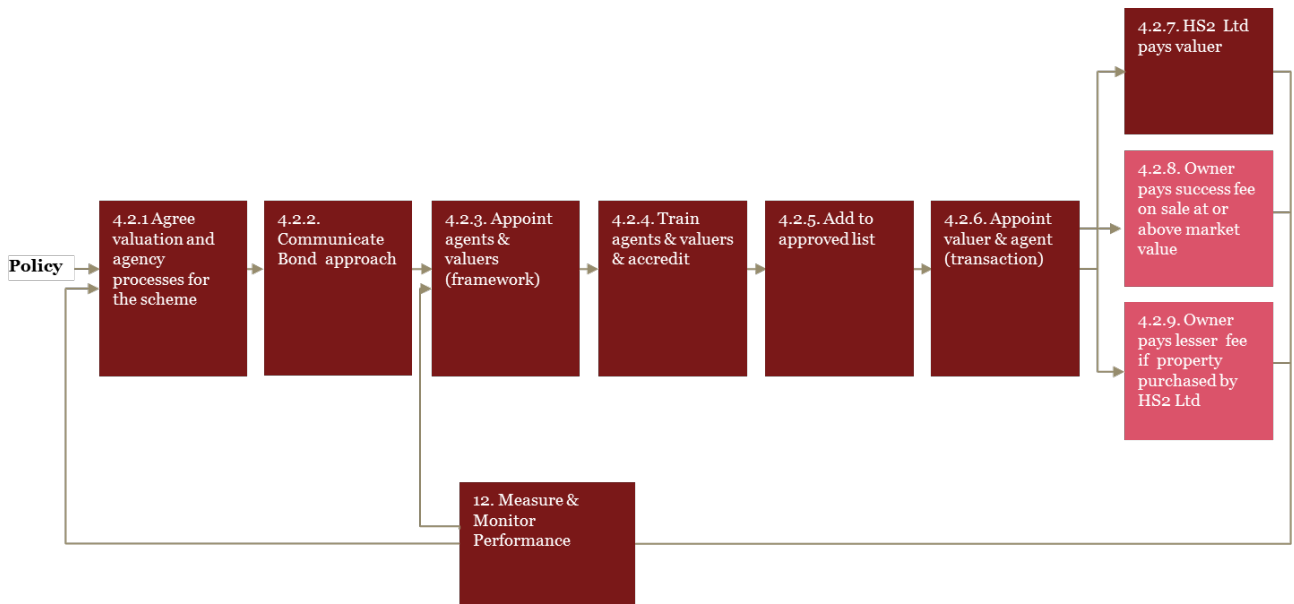 Policy
4.2.1 Agree
valuation and
agency
processes for
the scheme
4.2.2.
Communicate
Bond approach
4.2.3. Appoint
agents &
valuers
(framework)
4.2.4. Train
agents & valuers
& accredit
4.2.5. Add to
approved list
4.2.6. Appoint
valuer & agent
(transaction)
4.2.7. HS2 Ltd
pays valuer
4.2.8. Owner
pays success fee
on sale at or
above market
value
4.2.9. Owner
pays lesser fee
if property
purchased by
HS2 Ltd
12. Measure &
Monitor
Performance